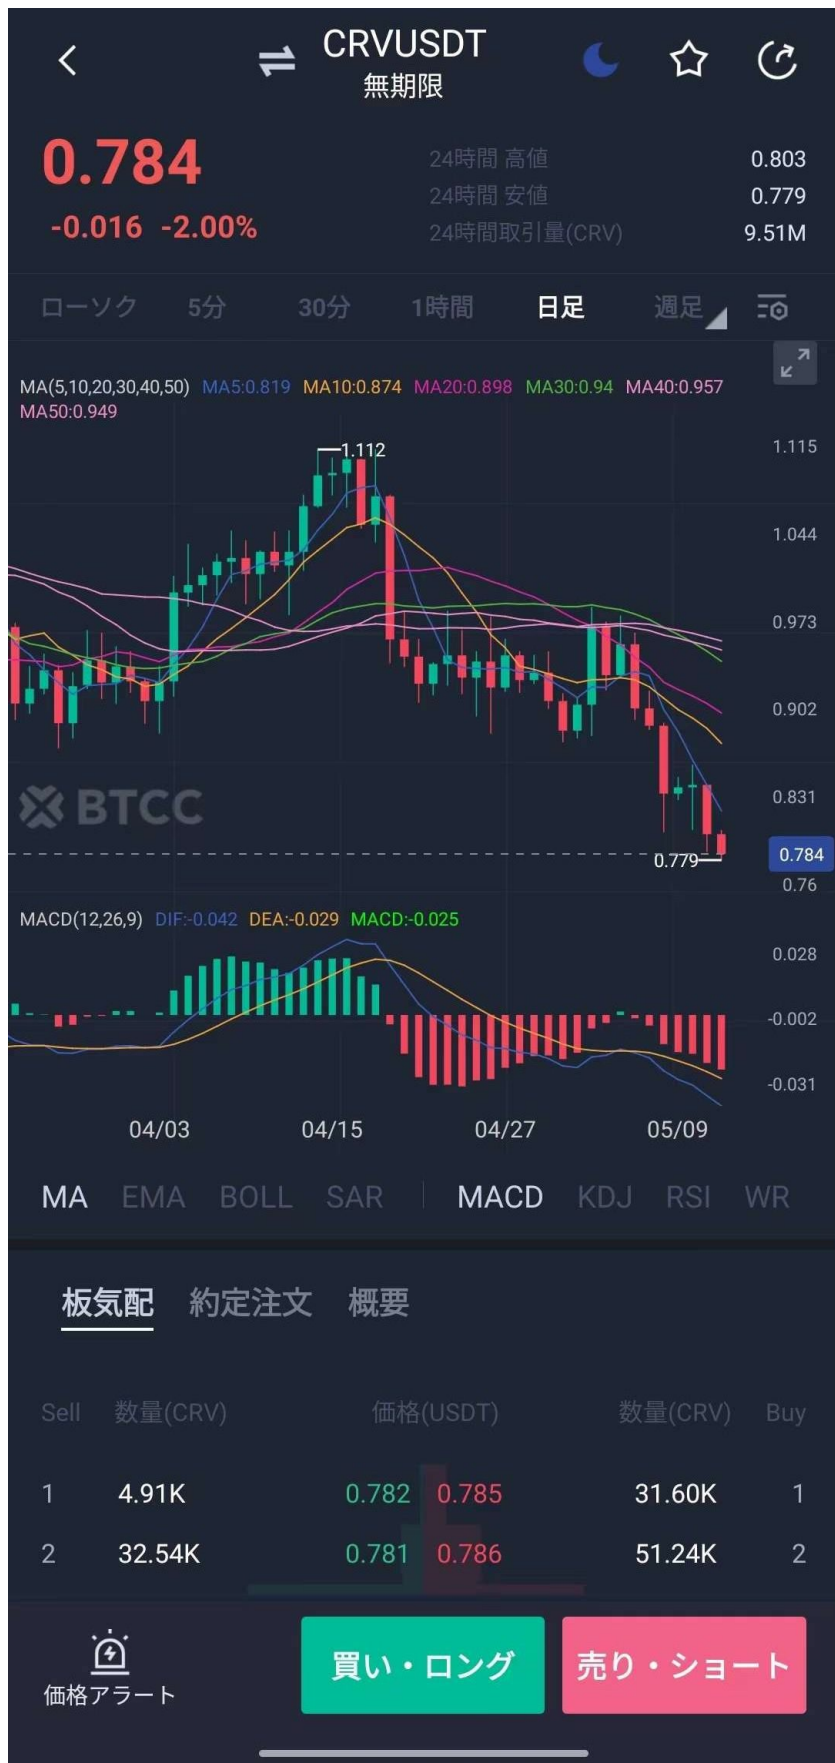 CRVUSDT
無期限
0.784
-0.016 -2.00%
24時間 高値 0.803
24時間 安値 0.779
24時間取引量(CRV) 9.51M
ローソク 5分 30分 1時間 日足 週足
MA(5,10,20,30,40,50) MA5:0.819 MA10:0.874 MA20:0.898 MA30:0.94 MA40:0.957
MA50:0.949
1.112
1.115
1.044
0.973
0.902
BTCC
0.831
0.784
0.779
0.76
MACD(12,26,9) DIF:-0.042 DEA:-0.029 MACD:-0.025
0.028
-0.002
-0.031
04/03 04/15 04/27 05/09
MA EMA BOLL SAR MACD KDJ RSI WR
板気配 約定注文 概要
Sell 数量(CRV) 価格(USDT) 数量(CRV) Buy
1 4.91K 0.782 0.785 31.60K 1
2 32.54K 0.781 0.786 51.24K 2
価格アラート
買い・ロング
売り・ショート